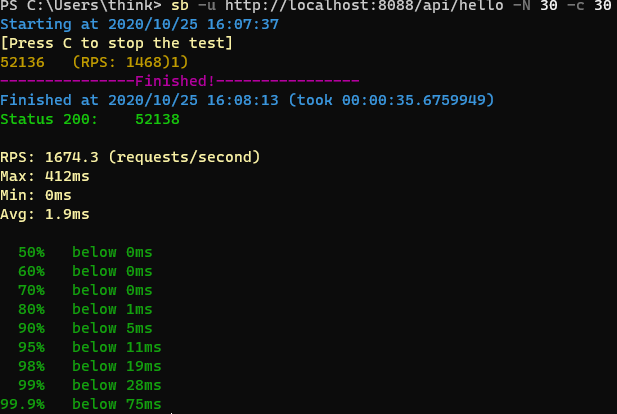 PS C:\Users\think> sb -u http://localhost:8088/api/hello -N 30 -c 30
Starting at 2020/10/25 16:07:37
[Press C to stop the test]
52136   (RPS: 1468)1)
---------------Finished!----------------
Finished at 2020/10/25 16:08:13 (took 00:00:35.6759949)
Status 200:    52138

RPS: 1674.3 (requests/second)
Max: 412ms
Min: 0ms
Avg: 1.9ms

  50%   below 0ms
  60%   below 0ms
  70%   below 0ms
  80%   below 1ms
  90%   below 5ms
  95%   below 11ms
  98%   below 19ms
  99%   below 28ms
99.9%   below 75ms